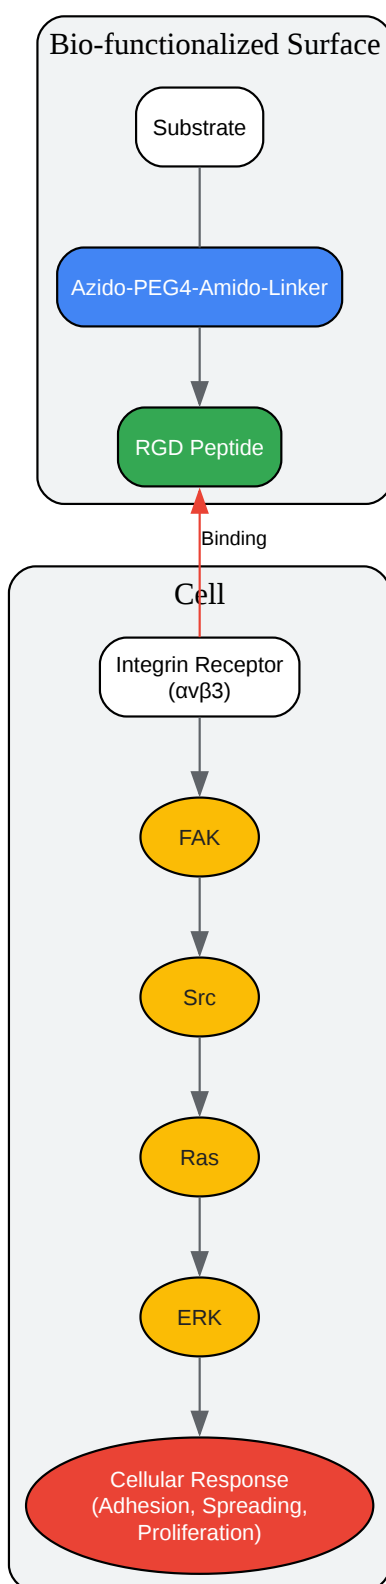 Bio-functionalized Surface
Substrate
Azido-PEG4-Amido-Linker
RGD Peptide
Binding
Cell
Integrin Receptor
(αvβ3)
FAK
Src
Ras
ERK
Cellular Response
(Adhesion, Spreading,
Proliferation)